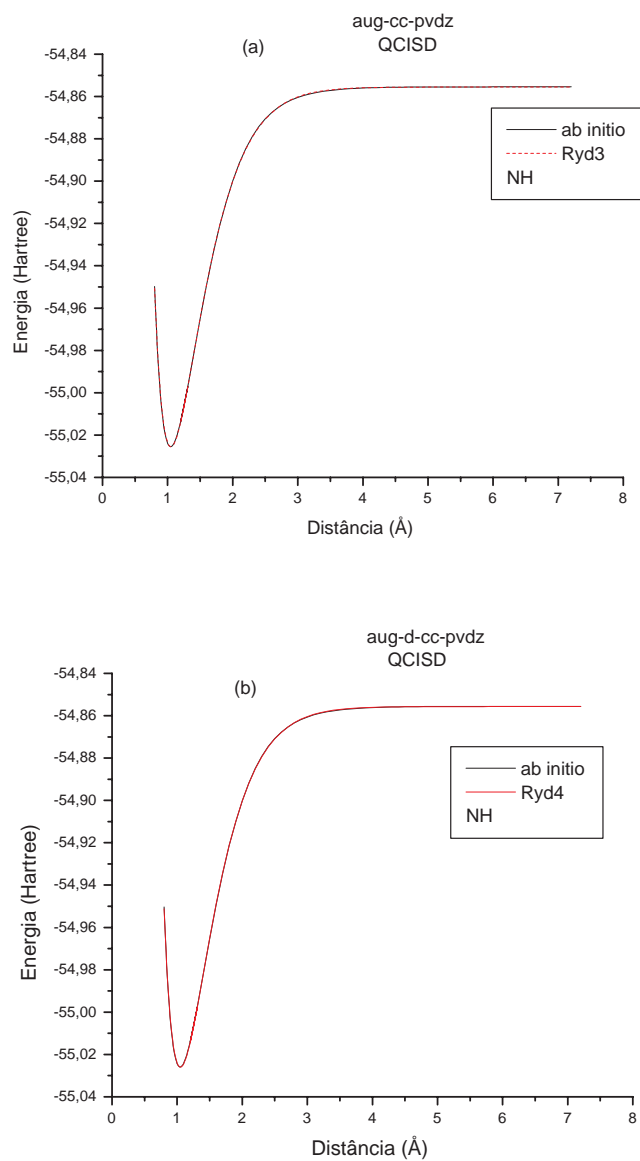 aug-cc-pvdz
QCISD
(a)
-54,84
-54,86
-54,88
-54,90
-54,92
-54,94
-54,96
-54,98
-55,00
-55,02
-55,04
Energia (Hartree)
ab initio
Ryd3
NH
0 1 2 3 4 5 6 7 8
Distância (Å)
aug-d-cc-pvdz
QCISD
(b)
-54,84
-54,86
-54,88
-54,90
-54,92
-54,94
-54,96
-54,98
-55,00
-55,02
-55,04
Energia (Hartree)
ab initio
Ryd4
NH
0 1 2 3 4 5 6 7 8
Distância (Å)